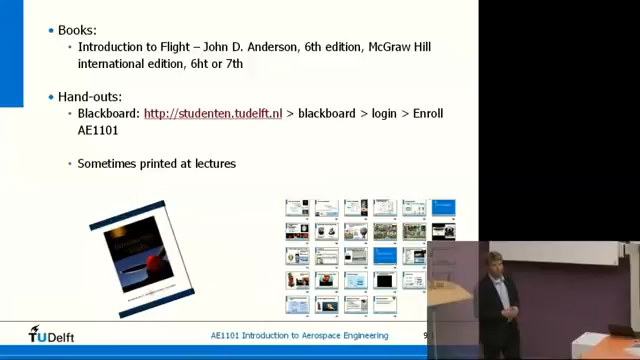 Books:
Introduction to Flight – John D. Anderson, 6th edition, McGraw Hill
international edition, 6ht or 7th
Hand-outs:
Blackboard: http://studenten.tudelft.nl > blackboard > login > Enroll
AE1101
Sometimes printed at lectures
TUDelft
AE1101 Introduction to Aerospace Engineering